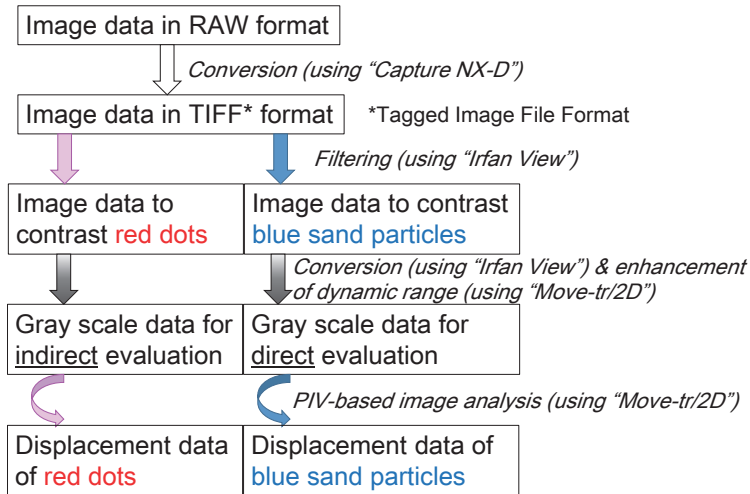 Image data in RAW format
Conversion (using “Capture NX-D”)
Image data in TIFF* format
*Tagged Image File Format
Filtering (using “Irfan View”)
Image data to
contrast red dots
Image data to contrast
blue sand particles
Conversion (using “Irfan View”) & enhancement
of dynamic range (using “Move-tr/2D”)
Gray scale data for
indirect evaluation
Gray scale data for
direct evaluation
PIV-based image analysis (using “Move-tr/2D”)
Displacement data
of red dots
Displacement data of
blue sand particles